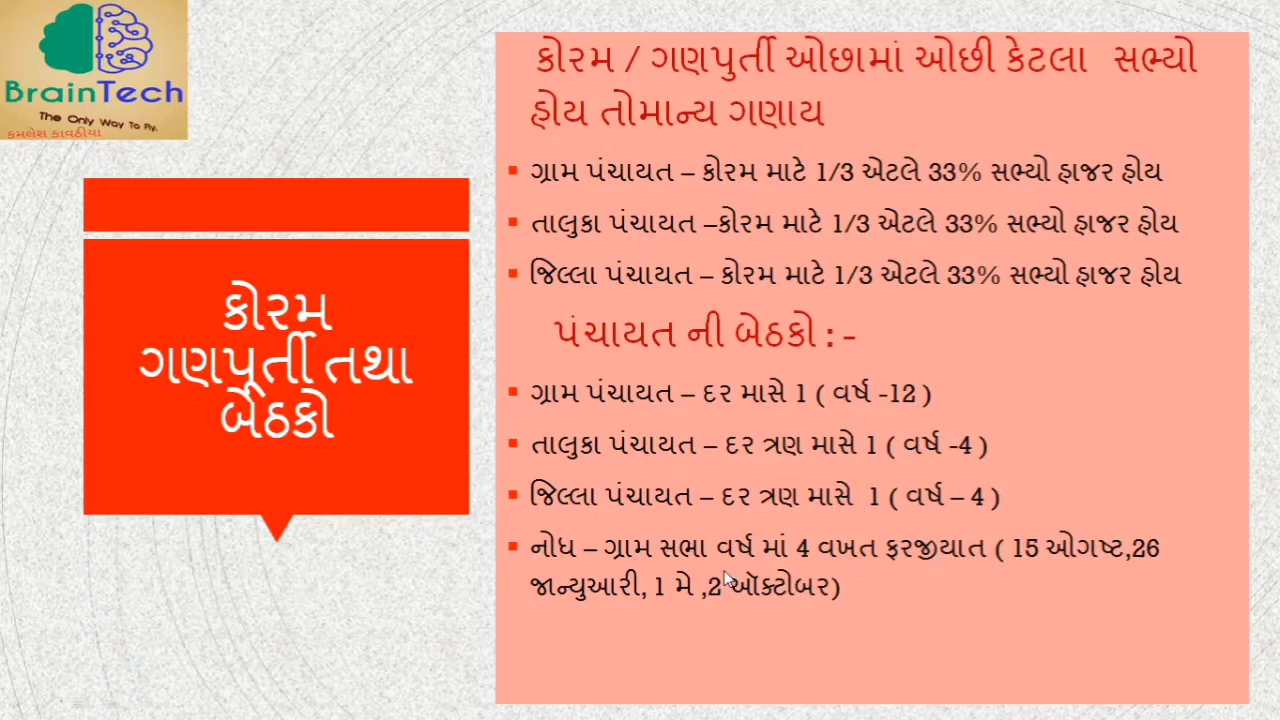 BrainTech
The Only Way To Fly.
કમલેશ કાવઠીયા
કોરમ
ગણપૂર્તી તથા
બેઠકો
કોરમ / ગણપુર્તી ઓછામાં ઓછી કેટલા સભ્યો
હોય તોમાન્ય ગણાય
ગ્રામ પંચાયત – કોરમ માટે 1/3 એટલે 33% સભ્યો હાજર હોય
તાલુકા પંચાયત –કોરમ માટે 1/3 એટલે 33% સભ્યો હાજર હોય
જિલ્લા પંચાયત – કોરમ માટે 1/3 એટલે 33% સભ્યો હાજર હોય
પંચાયત ની બેઠકો : -
ગ્રામ પંચાયત – દર માસે 1 ( વર્ષ -12 )
તાલુકા પંચાયત – દર ત્રણ માસે 1 ( વર્ષ -4 )
જિલ્લા પંચાયત – દર ત્રણ માસે 1 ( વર્ષ – 4 )
નોધ – ગ્રામ સભા વર્ષ માં 4 વખત ફરજીયાત ( 15 ઓગષ્ટ,26
જાન્યુઆરી, 1 મે ,2 ઑક્ટોબર)